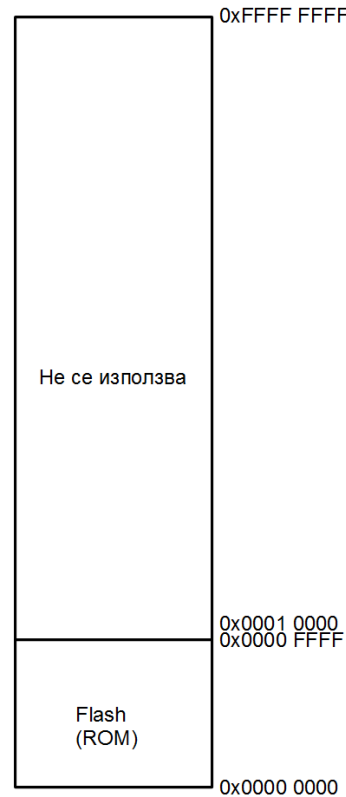 0xFFFF FFFF
Не се използва
0x0001 0000
0x0000 FFFF
Flash
(ROM)
0x0000 0000